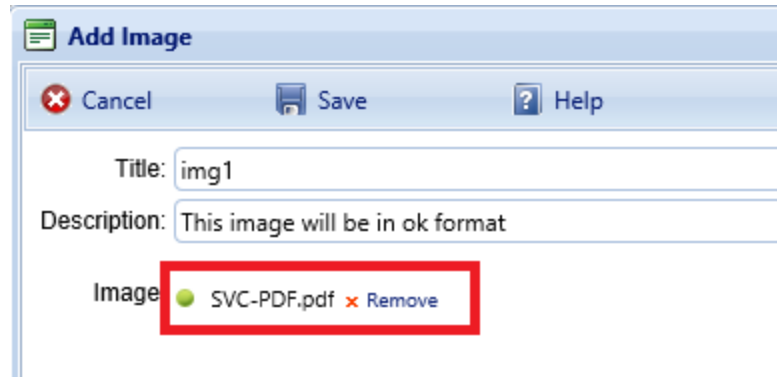 Add Image
Cancel Save Help
Title: img1
Description: This image will be in ok format
Image SVC-PDF.pdf × Remove